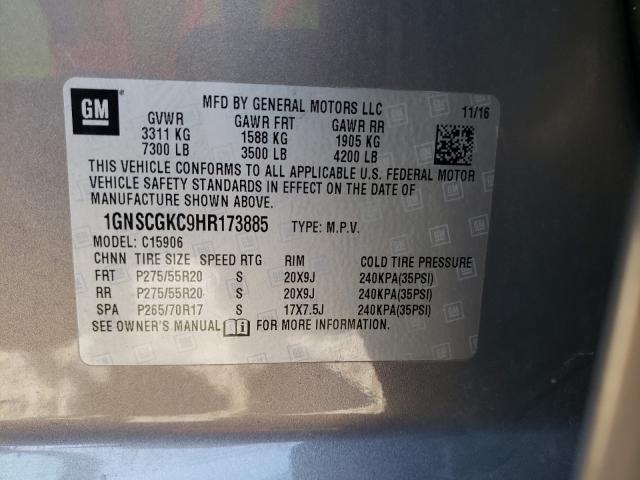 GM
MFD BY GENERAL MOTORS LLC
11/16
GVWR GAWR FRT GAWR RR
3311 KG 1588 KG 1905 KG
7300 LB 3500 LB 4200 LB
THIS VEHICLE CONFORMS TO ALL APPLICABLE U.S. FEDERAL MOTOR
VEHICLE SAFETY STANDARDS IN EFFECT ON THE DATE OF
MANUFACTURE SHOWN ABOVE.
1GNSCGKC9HR173885 TYPE: M.P.V.
MODEL: C15906
CHNN TIRE SIZE SPEED RTG RIM COLD TIRE PRESSURE
FRT P275/55R20 S 20X9J 240KPA(35PSI)
RR P275/55R20 S 20X9J 240KPA(35PSI)
SPA P265/70R17 S 17X7.5J 240KPA(35PSI)
SEE OWNER'S MANUAL FOR MORE INFORMATION